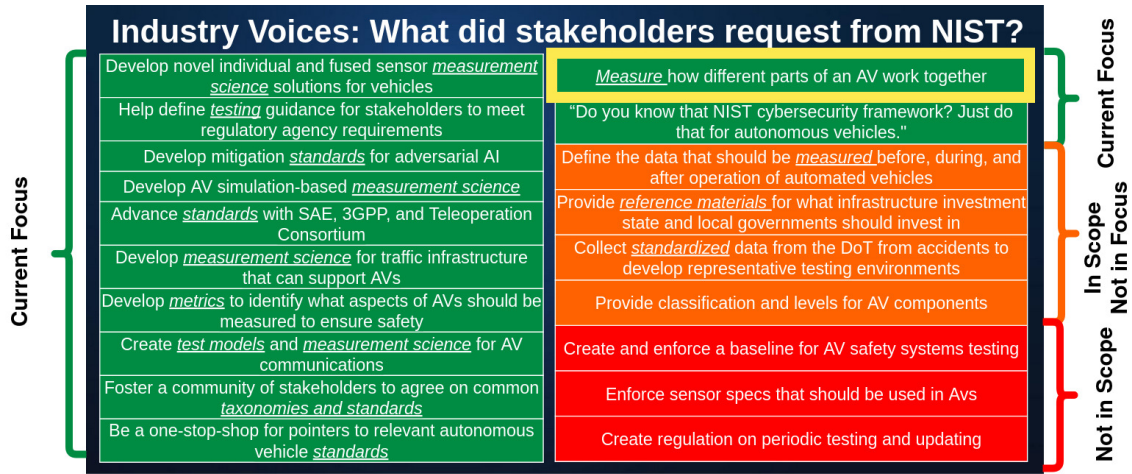 Industry Voices: What did stakeholders request from NIST?
Current Focus
Develop novel individual and fused sensor measurement
science solutions for vehicles
Help define testing guidance for stakeholders to meet
regulatory agency requirements
Develop mitigation standards for adversarial AI
Develop AV simulation-based measurement science
Advance standards with SAE, 3GPP, and Teleoperation
Consortium
Develop measurement science for traffic infrastructure
that can support AVs
Develop metrics to identify what aspects of AVs should be
measured to ensure safety
Create test models and measurement science for AV
communications
Foster a community of stakeholders to agree on common
taxonomies and standards
Be a one-stop-shop for pointers to relevant autonomous
vehicle standards
Measure how different parts of an AV work together
“Do you know that NIST cybersecurity framework? Just do
that for autonomous vehicles."
Define the data that should be measured before, during, and
after operation of automated vehicles
Provide reference materials for what infrastructure investment
state and local governments should invest in
Collect standardized data from the DoT from accidents to
develop representative testing environments
Provide classification and levels for AV components
Create and enforce a baseline for AV safety systems testing
Enforce sensor specs that should be used in Avs
Create regulation on periodic testing and updating
Current Focus
In Scope
Not in Focus
Not in Scope